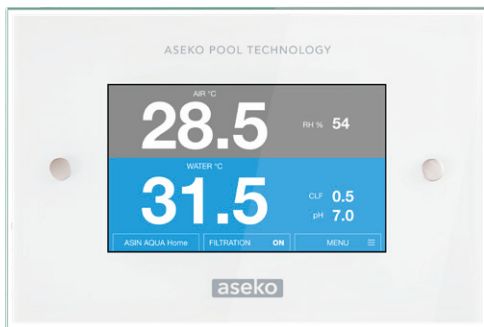 ASEKO POOL TECHNOLOGY
AIR °C
28.5
RH % 54
WATER °C
31.5
CLF 0.5
pH 7.0
ASIN AQUA Home FILTRATION ON MENU
aseko